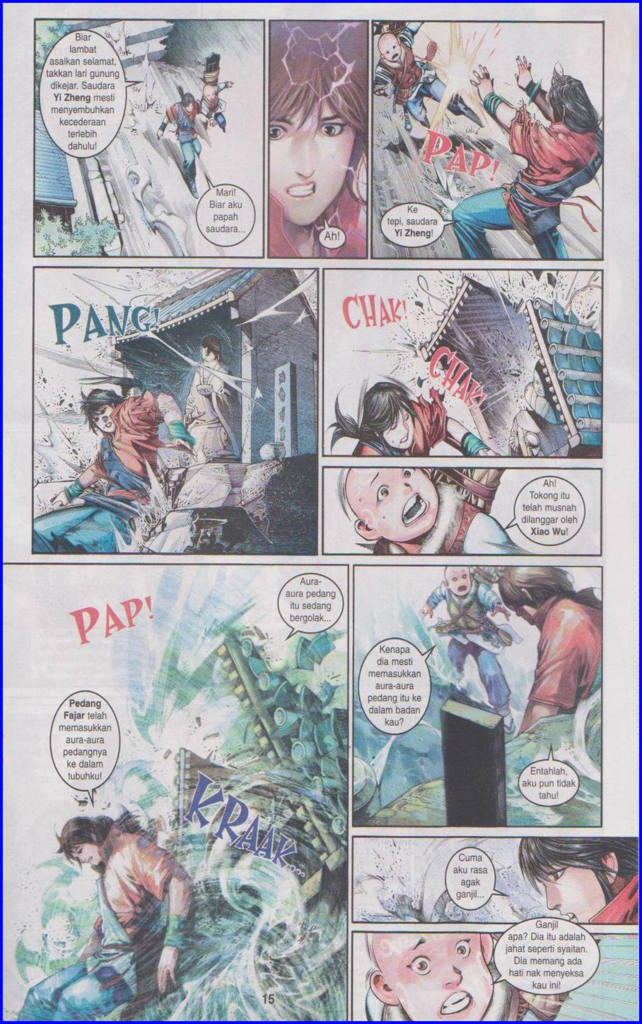 Biar
lambat
asalkan selamat,
takkan lari gunung
dikejar. Saudara
Yi Zheng mesti
menyembuhkan
kecederaan
terlebih
dahulu!
Mari!
Biar aku
papah
saudara...
Ah!
PAP!
Ke
tepi, saudara
Yi Zheng!
PANG!
CHAK!
CHAK!
Ah!
Tokong itu
telah musnah
dilanggar oleh
Xiao Wu!
PAP!
Aura-
aura pedang
itu sedang
bergolak...
Pedang
Fajar telah
memasukkan
aura-aura
pedangnya
ke dalam
tubuhku!
KRAAK...
Kenapa
dia mesti
memasukkan
aura-aura
pedang itu ke
dalam badan
kau?
Entahlah,
aku pun tidak
tahu!
Cuma
aku rasa
agak
ganjil...
Ganjil
apa? Dia itu adalah
jahat seperti syaitan.
Dia memang ada
hati nak menyeksa
kau ini!
15